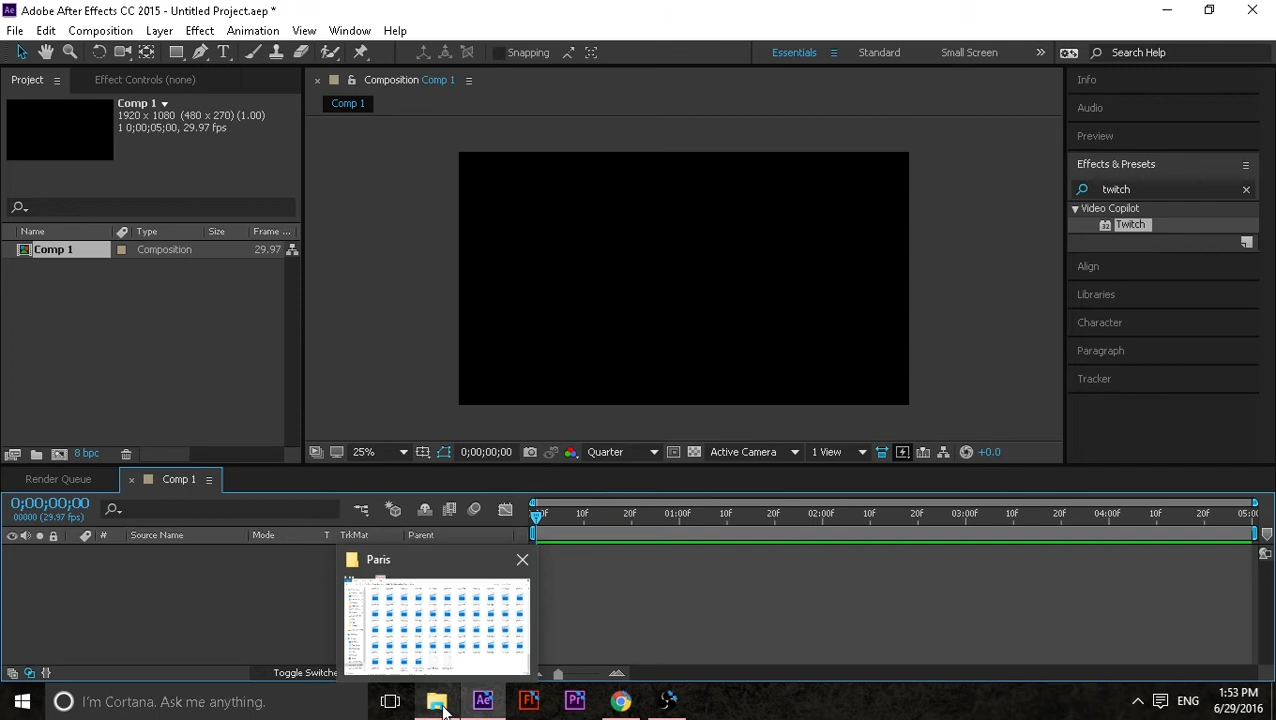 Adobe After Effects CC 2015 - Untitled Project.aep *
File Edit Composition Layer Effect Animation View Window Help
Snapping
Essentials Standard Small Screen
Search Help
Project Effect Controls (none)
Composition Comp 1
Info
Comp 1
1920 x 1080 (480 x 270) (1.00)
1 0;00;05;00, 29.97 fps
Comp 1
Audio
Preview
Effects & Presets
twitch
Video Copilot
32 Twitch
Name Type Size Frame ...
Comp 1 Composition 29.97
Align
Libraries
Character
Paragraph
Tracker
8 bpc
25% 0;00;00;00 Quarter Active Camera 1 View +0.0
Render Queue Comp 1
0;00;00;00
00000 (29.97 fps)
10F 20F 01:00F 10F 20F 02:00F 10F 20F 03:00F 10F 20F 04:00F 10F 20F 05:00
# Source Name Mode T TrkMat Parent
Paris
Toggle Switche
I'm Cortana. Ask me anything.
Ae Fl Pr
ENG
1:53 PM
6/29/2016